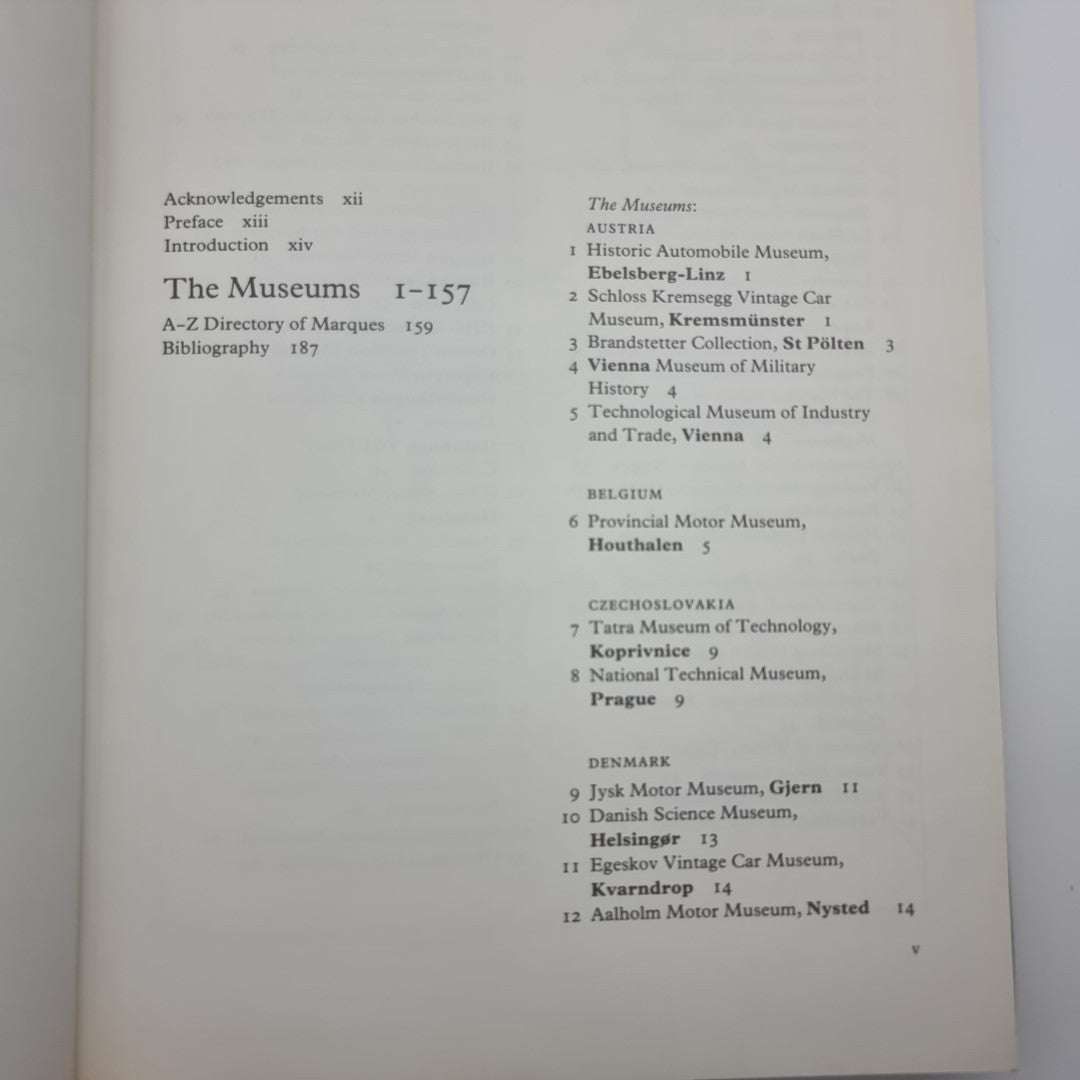 Acknowledgements xii
Preface xiii
Introduction xiv
The Museums 1–157
A–Z Directory of Marques 159
Bibliography 187
The Museums:
AUSTRIA
1 Historic Automobile Museum,
Ebelsberg-Linz 1
2 Schloss Kremsegg Vintage Car
Museum, Kremsmünster 1
3 Brandstetter Collection, St Pölten 3
4 Vienna Museum of Military
History 4
5 Technological Museum of Industry
and Trade, Vienna 4
BELGIUM
6 Provincial Motor Museum,
Houthalen 5
CZECHOSLOVAKIA
7 Tatra Museum of Technology,
Koprivnice 9
8 National Technical Museum,
Prague 9
DENMARK
9 Jysk Motor Museum, Gjern 11
10 Danish Science Museum,
Helsingør 13
11 Egeskov Vintage Car Museum,
Kvarndrop 14
12 Aalholm Motor Museum, Nysted 14
v